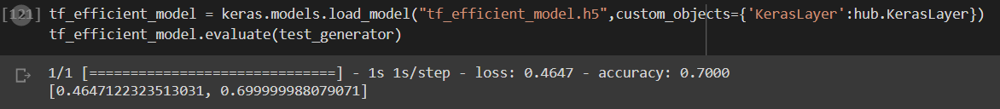 [121] tf_efficient_model = keras.models.load_model("tf_efficient_model.h5",custom_objects={'KerasLayer':hub.KerasLayer})
tf_efficient_model.evaluate(test_generator)
1/1 [==============================] - 1s 1s/step - loss: 0.4647 - accuracy: 0.7000
[0.4647122323513031, 0.699999988079071]